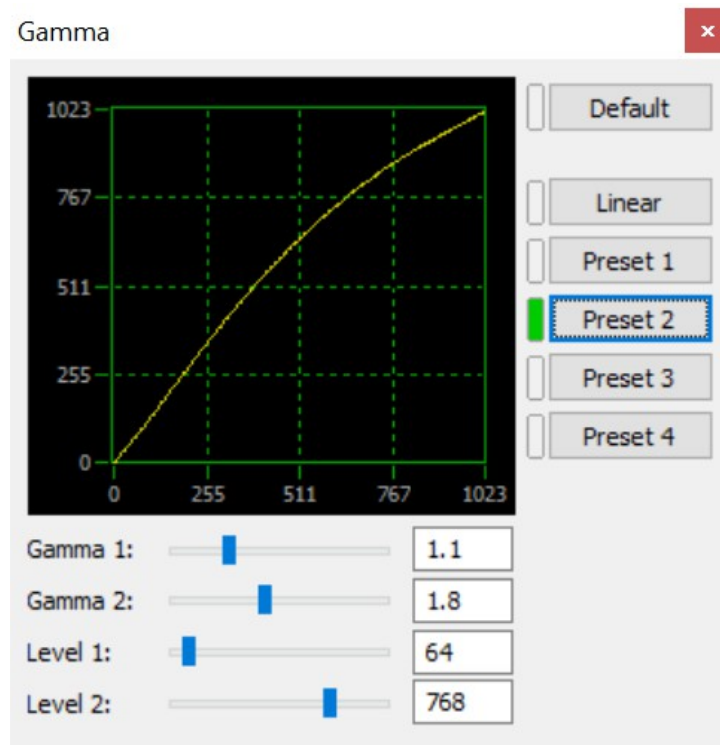 Gamma
x
1023
767
511
255
0
0 255 511 767 1023
Default
Linear
Preset 1
Preset 2
Preset 3
Preset 4
Gamma 1: 1.1
Gamma 2: 1.8
Level 1: 64
Level 2: 768